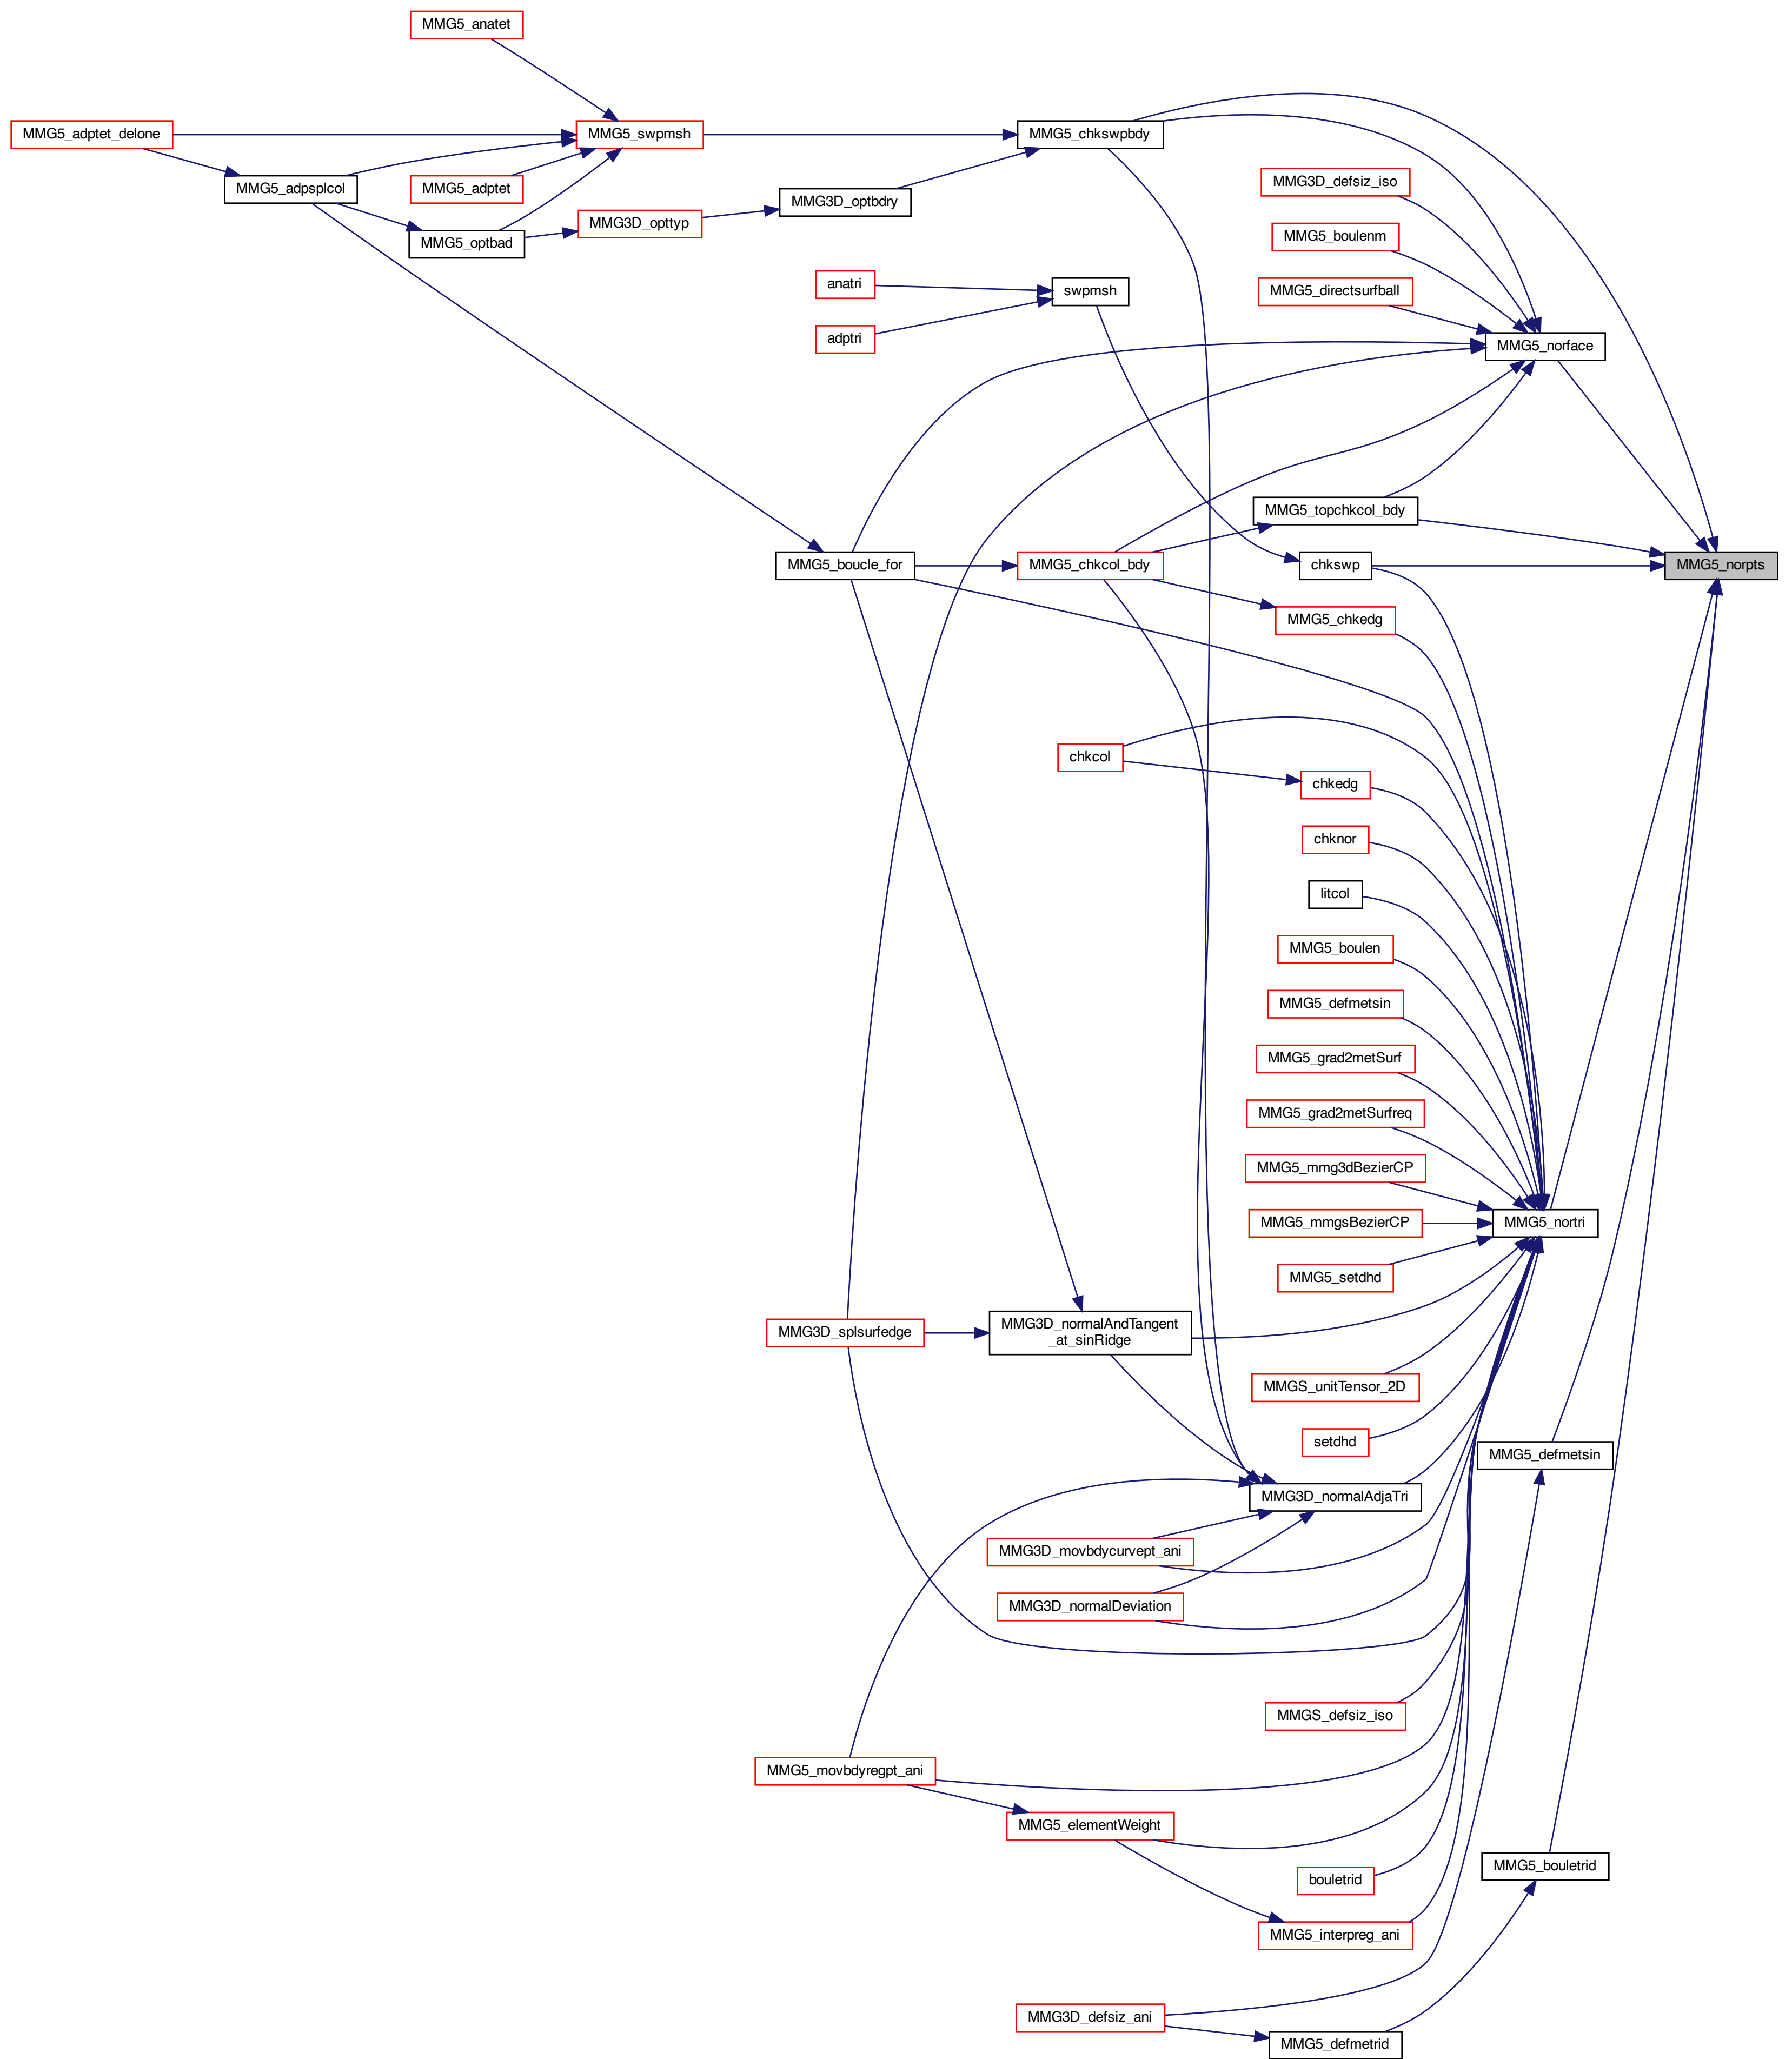 MMG5_anatet
MMG5_adptet_delone
MMG5_swpmsh
MMG5_chkswpbdy
MMG5_adpsplcol
MMG5_adptet
MMG3D_optbdry
MMG3D_defsiz_iso
MMG5_optbad
MMG3D_opttyp
MMG5_boulenm
anatri
swpmsh
MMG5_directsurfball
adptri
MMG5_norface
MMG5_topchkcol_bdy
MMG5_boucle_for
MMG5_chkcol_bdy
chkswp
MMG5_norpts
MMG5_chkedg
chkcol
chkedg
chknor
litcol
MMG5_boulen
MMG5_defmetsin
MMG5_grad2metSurf
MMG5_grad2metSurfreq
MMG5_mmg3dBezierCP
MMG5_mmgsBezierCP
MMG5_nortri
MMG5_setdhd
MMG3D_splsurfedge
MMG3D_normalAndTangent
_at_sinRidge
MMGS_unitTensor_2D
setdhd
MMG5_defmetsin
MMG3D_normalAdjaTri
MMG3D_movbdycurvept_ani
MMG3D_normalDeviation
MMGS_defsiz_iso
MMG5_movbdyregpt_ani
MMG5_elementWeight
MMG5_bouletrid
bouletrid
MMG5_interpreg_ani
MMG3D_defsiz_ani
MMG5_defmetrid